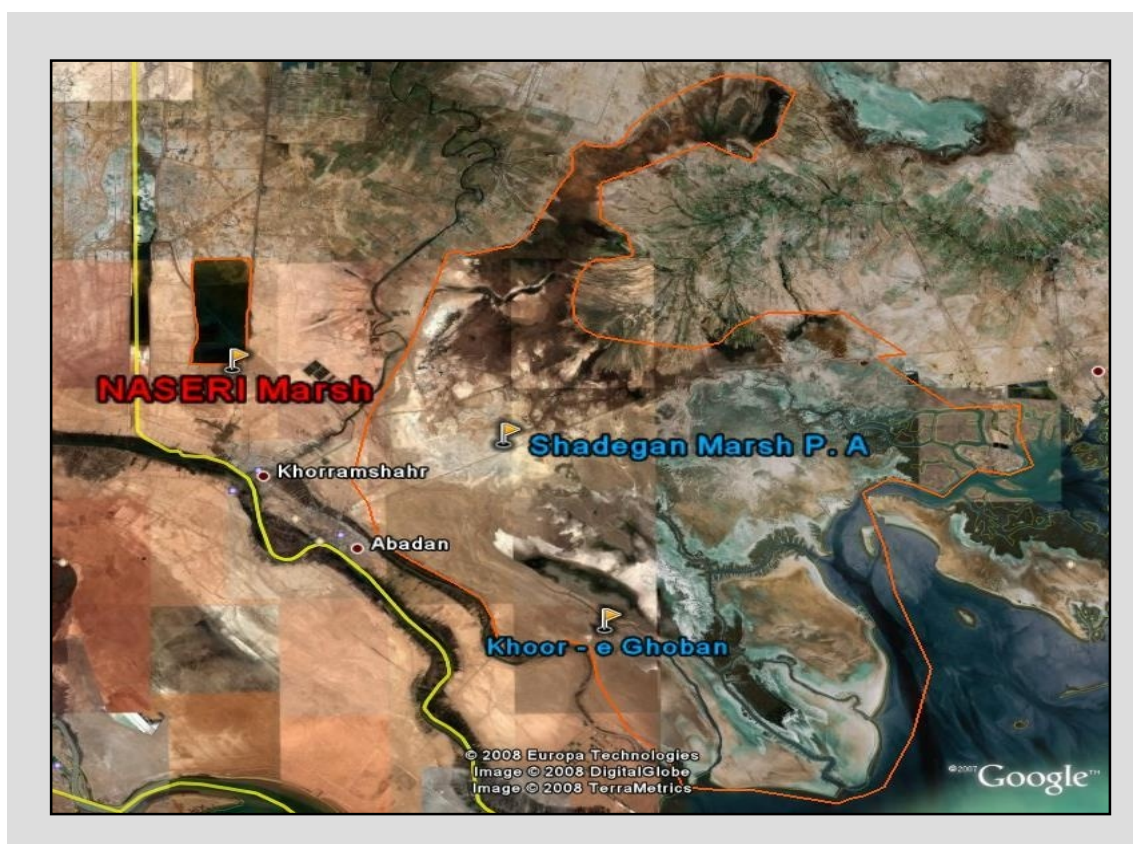 NASERI Marsh
Shadegan Marsh P. A
Khorramshahr
Abadan
Khoor - e Ghoban
© 2008 Europa Technologies
Image © 2008 DigitalGlobe
Image © 2008 TerraMetrics
©2007 Google™